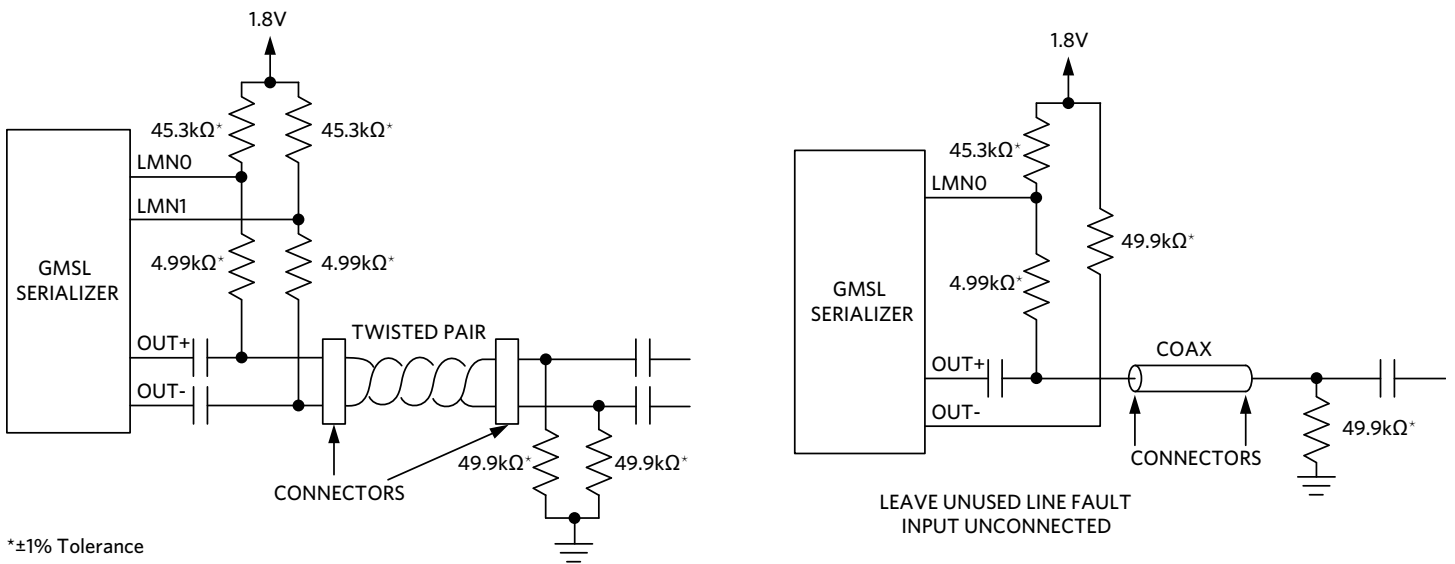 1.8V
45.3kΩ*
45.3kΩ*
LMN0
LMN1
4.99kΩ*
4.99kΩ*
GMSL
SERIALIZER
OUT+
OUT-
TWISTED PAIR
49.9kΩ*
49.9kΩ*
CONNECTORS
*±1% Tolerance
1.8V
45.3kΩ*
LMN0
49.9kΩ*
4.99kΩ*
GMSL
SERIALIZER
OUT+
OUT-
COAX
49.9kΩ*
CONNECTORS
LEAVE UNUSED LINE FAULT
INPUT UNCONNECTED